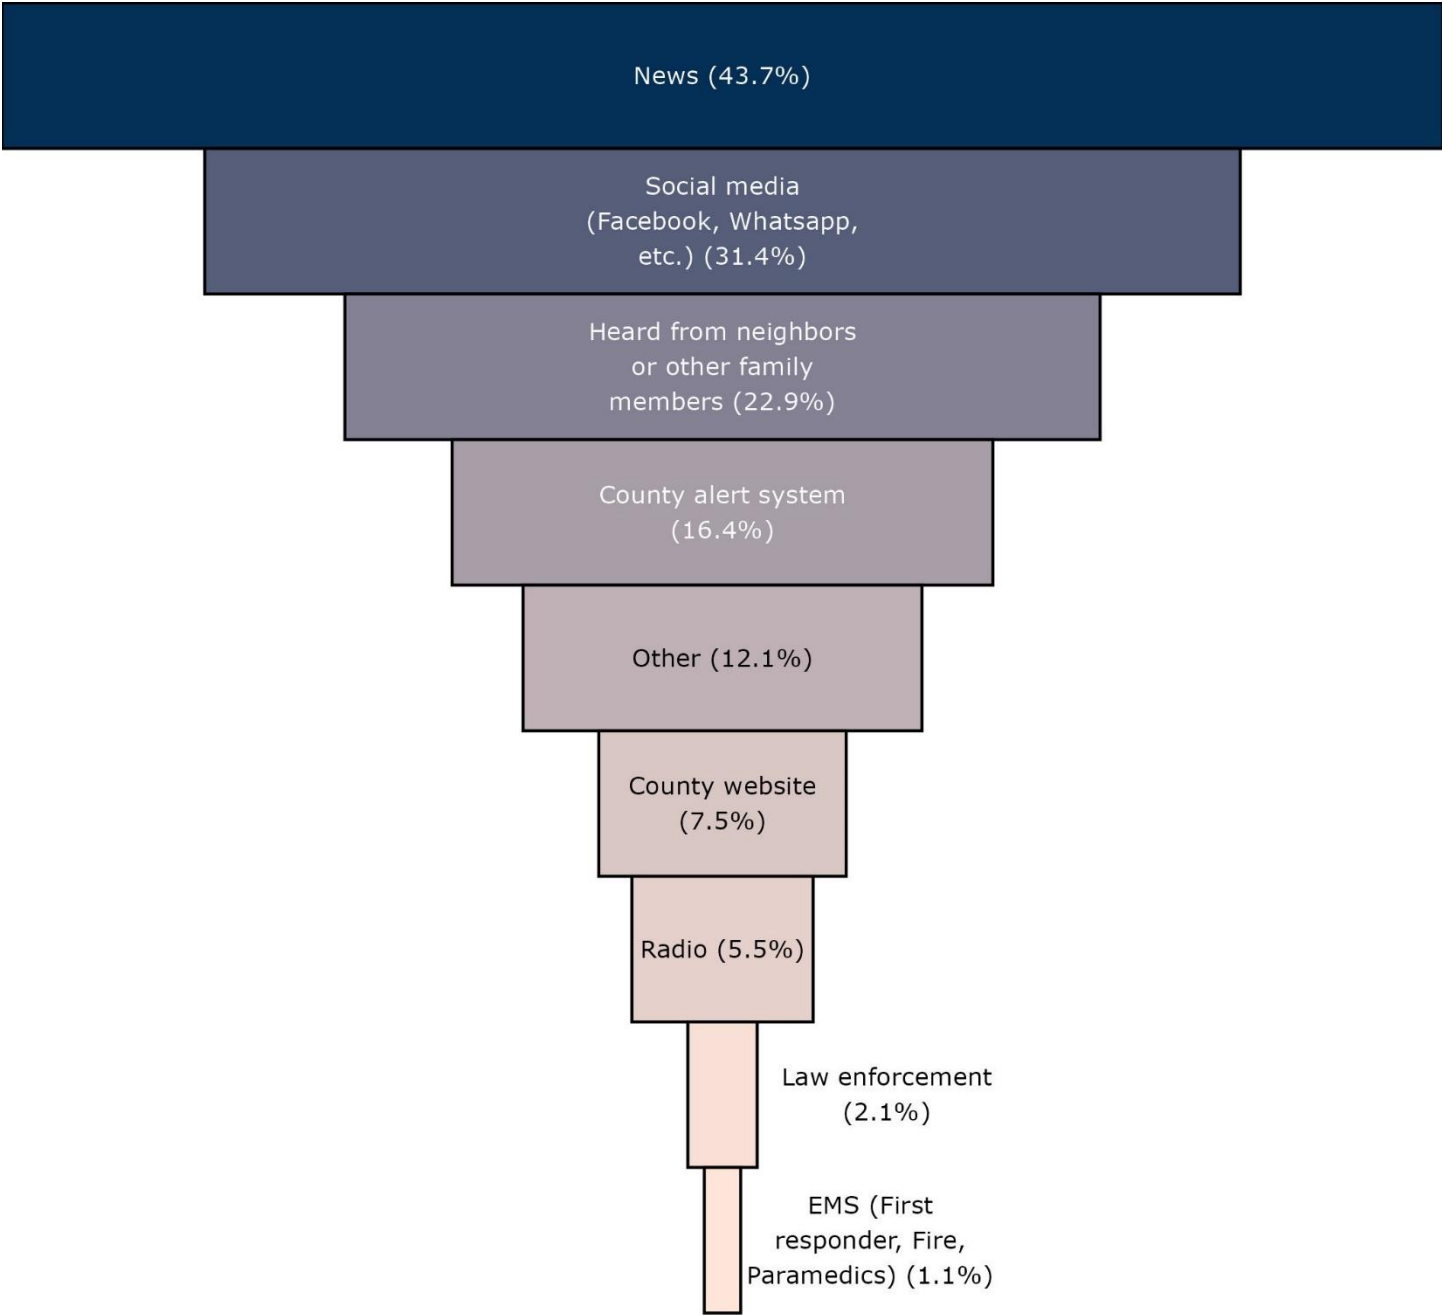 News (43.7%)
Social media
(Facebook, Whatsapp,
etc.) (31.4%)
Heard from neighbors
or other family
members (22.9%)
County alert system
(16.4%)
Other (12.1%)
County website
(7.5%)
Radio (5.5%)
Law enforcement
(2.1%)
EMS (First
responder, Fire,
Paramedics) (1.1%)